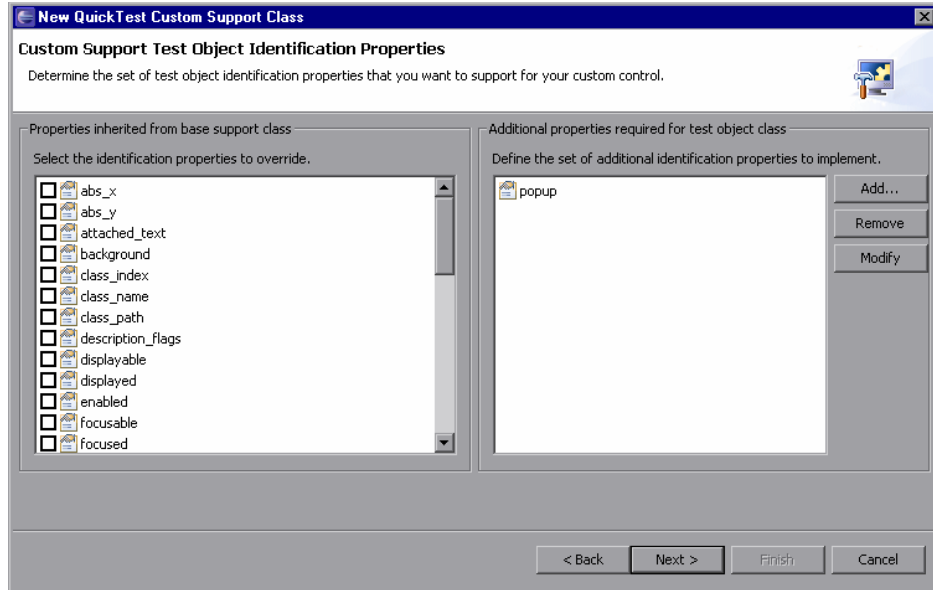 New QuickTest Custom Support Class
Custom Support Test Object Identification Properties
Determine the set of test object identification properties that you want to support for your custom control.
Properties inherited from base support class
Select the identification properties to override.
abs_x
abs_y
attached_text
background
class_index
class_name
class_path
description_flags
displayable
displayed
enabled
focusable
focused
Additional properties required for test object class
Define the set of additional identification properties to implement.
popup
Add...
Remove
Modify
< Back
Next >
Finish
Cancel